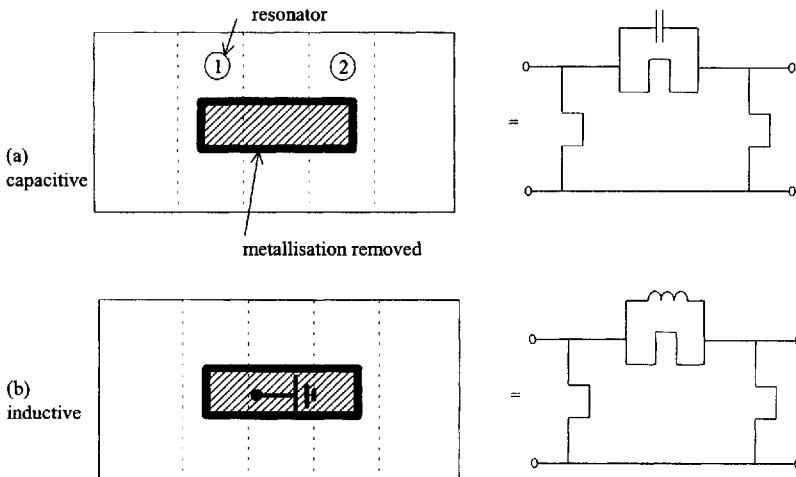 resonator
1
2
(a)
capacitive
=
metallisation removed
(b)
inductive
=